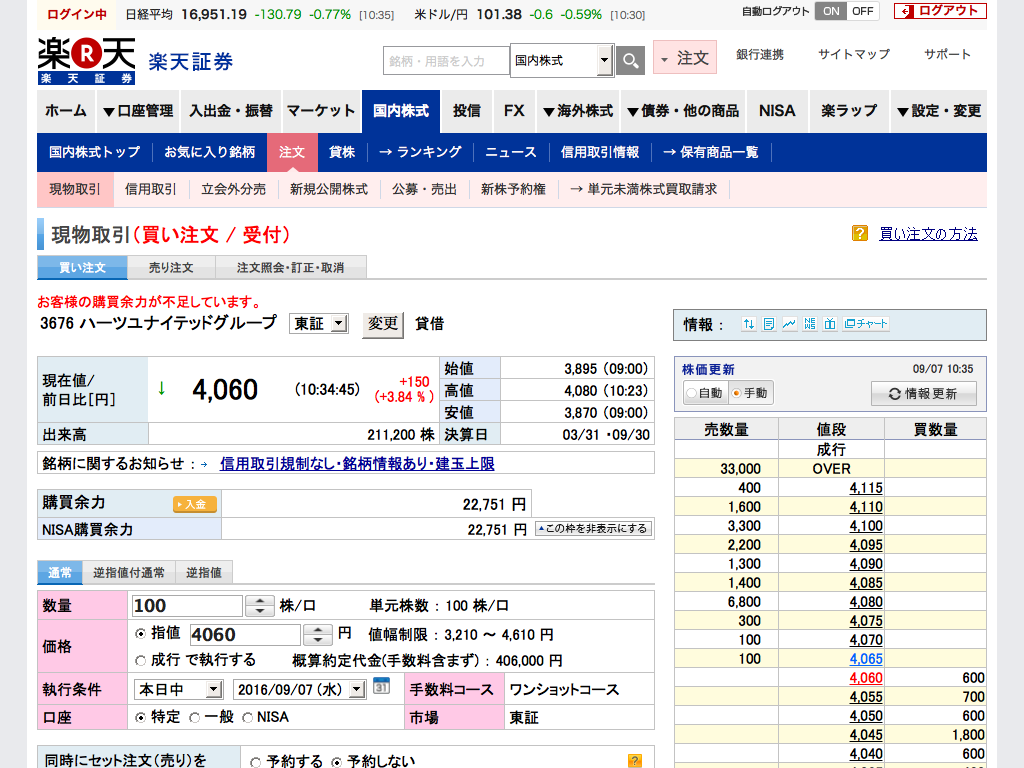 ログイン中 日経平均 16,951.19 -130.79 -0.77% [10:35] 米ドル/円 101.38 -0.6 -0.59% [10:30] 自動ログアウト ON OFF ログアウト
楽R天
楽天証券
楽天証券 銘柄・用語を入力 国内株式 注文 銀行連携 サイトマップ サポート
ホーム ▼口座管理 入出金・振替 マーケット 国内株式 投信 FX ▼海外株式 ▼債券・他の商品 NISA 楽ラップ ▼設定・変更
国内株式トップ お気に入り銘柄 注文 貸株 → ランキング ニュース 信用取引情報 → 保有商品一覧
現物取引 信用取引 立会外分売 新規公開株式 公募・売出 新株予約権 → 単元未満株式買取請求
現物取引(買い注文 / 受付) ? 買い注文の方法
買い注文 売り注文 注文照会・訂正・取消
お客様の購買余力が不足しています。
3676 ハーツユナイテッドグループ 東証 変更 貸借
情報： チャート
現在値/
前日比[円] ↓ 4,060 (10:34:45) +150
(+3.84 % )
始値 3,895 (09:00)
高値 4,080 (10:23)
安値 3,870 (09:00)
出来高 211,200 株 決算日 03/31 ・09/30
銘柄に関するお知らせ：→ 信用取引規制なし・銘柄情報あり・建玉上限
購買余力 入金 22,751 円
NISA購買余力 22,751 円 ▲この枠を非表示にする
通常 逆指値付通常 逆指値
数量 100 株/口 単元株数：100 株/口
価格 指値 4060 円 値幅制限：3,210 ～ 4,610 円
成行 で執行する 概算約定代金(手数料含まず)：406,000 円
執行条件 本日中 2016/09/07 (水) 31 手数料コース ワンショットコース
口座 特定 一般 NISA 市場 東証
同時にセット注文(売り)を 予約する 予約しない ?
株価更新 09/07 10:35
自動 手動 情報更新
売数量 値段 買数量
成行
33,000 OVER
400 4,115
1,600 4,110
3,300 4,100
2,200 4,095
1,300 4,090
1,400 4,085
6,800 4,080
300 4,075
100 4,070
100 4,065
4,060 600
4,055 700
4,050 600
4,045 1,800
4,040 600